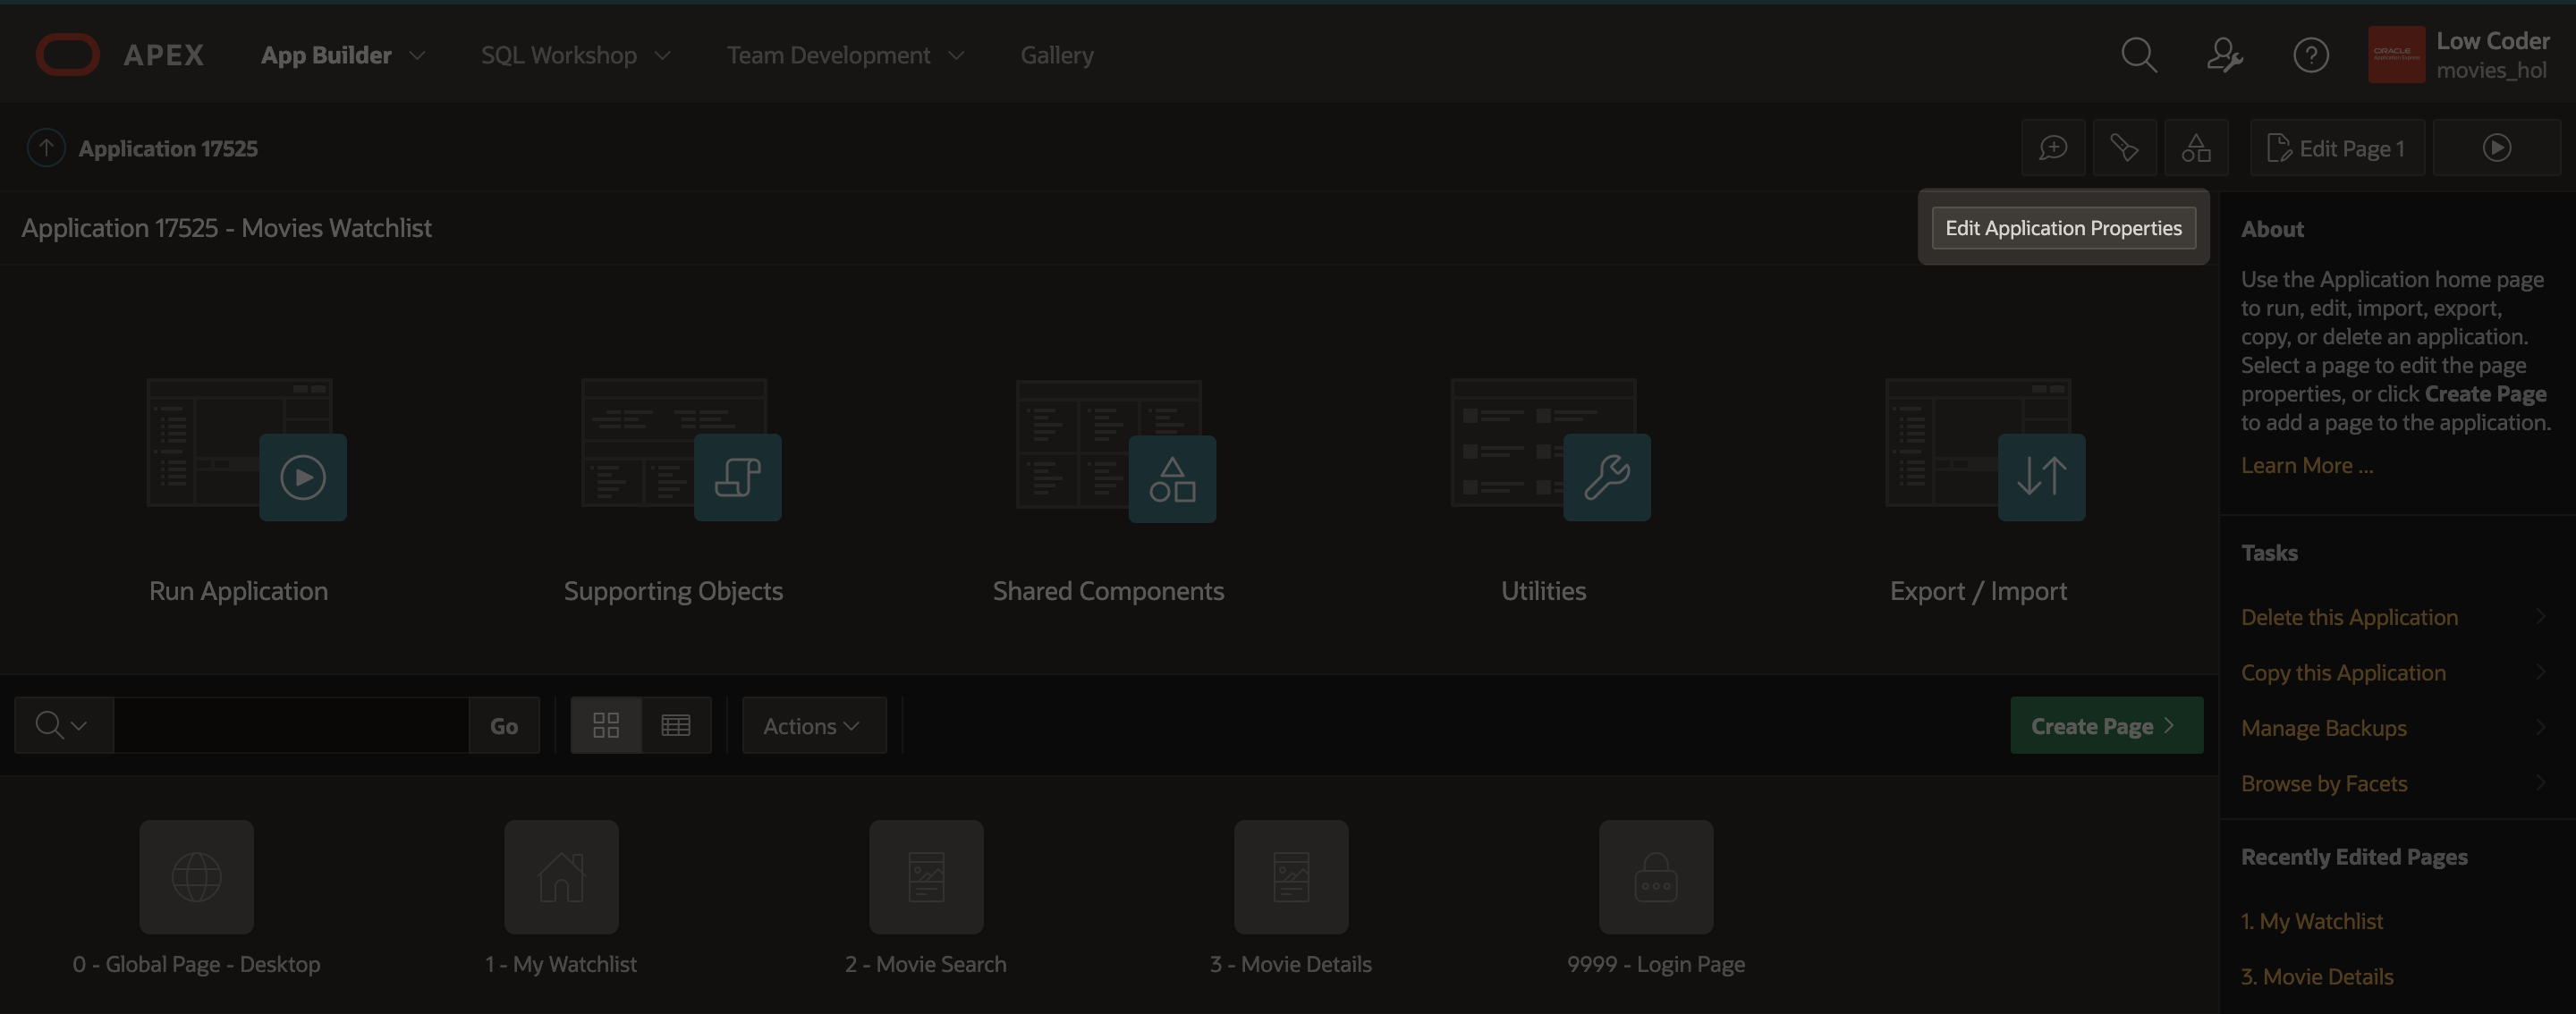 APEX
App Builder
SQL Workshop
Team Development
Gallery
?
ORACLE
Application Express
Low Coder
movies_hol
Application 17525
Edit Page 1
Application 17525 - Movies Watchlist
Edit Application Properties
Run Application
Supporting Objects
Shared Components
Utilities
Export / Import
Go
Actions
Create Page
0 - Global Page - Desktop
1 - My Watchlist
2 - Movie Search
3 - Movie Details
9999 - Login Page
About
Use the Application home page
to run, edit, import, export,
copy, or delete an application.
Select a page to edit the page
properties, or click Create Page
to add a page to the application.
Learn More ...
Tasks
Delete this Application
Copy this Application
Manage Backups
Browse by Facets
Recently Edited Pages
1. My Watchlist
3. Movie Details